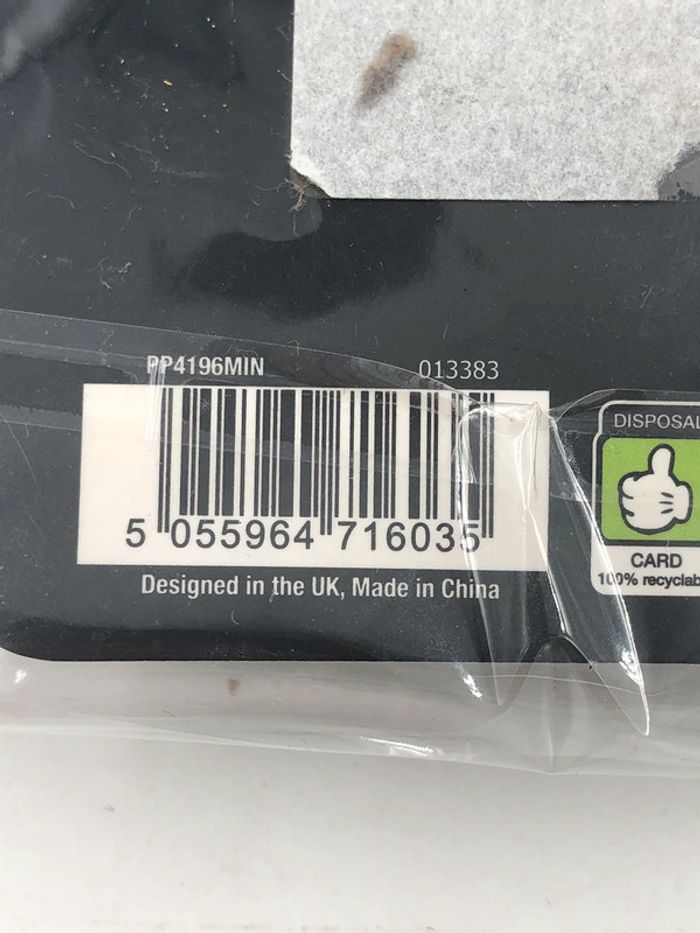 PP4196MIN 013383
5 055964 716035
Designed in the UK, Made in China
DISPOSAL
CARD
100% recyclab